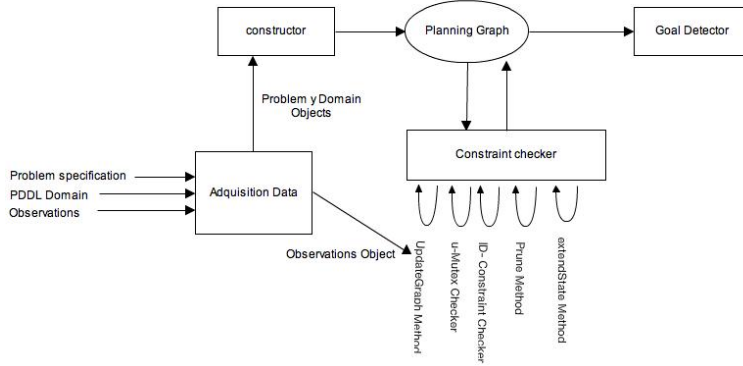 constructor
Planning Graph
Goal Detector
Problem y Domain
Objects
Constraint checker
Problem specification
PDDL Domain
Observations
Adquisition Data
Observations Object
UpdateGraph Method
u-Mutex Checker
ID- Constraint Checker
Prune Method
extendState Method